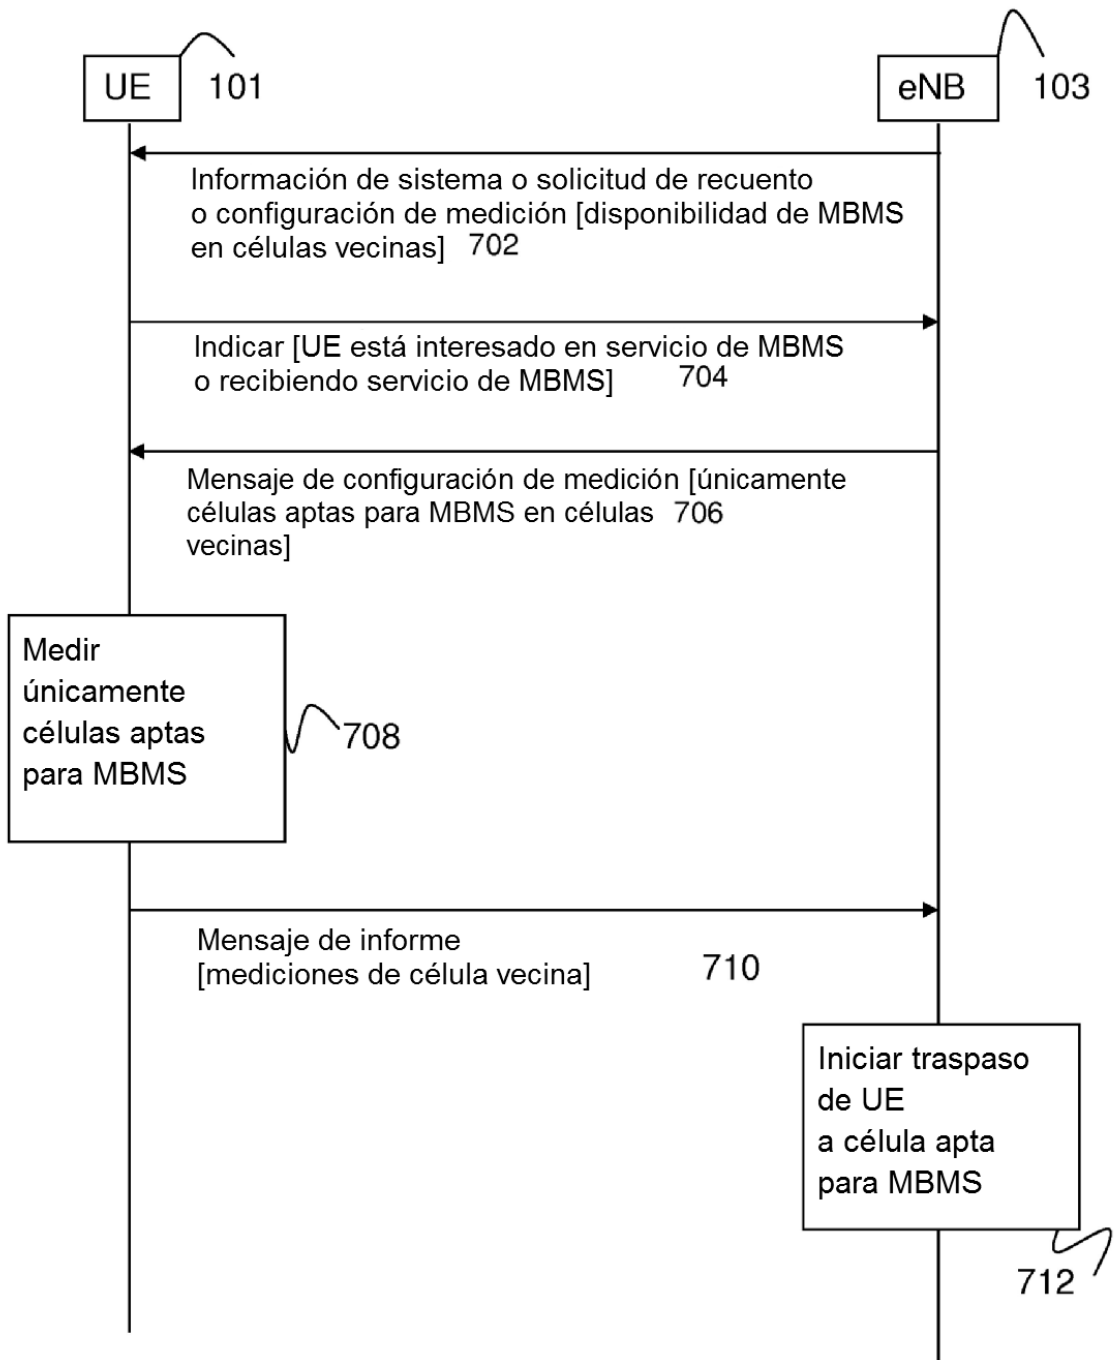 UE
101
eNB
103
Información de sistema o solicitud de recuento
o configuración de medición [disponibilidad de MBMS
en células vecinas] 702
Indicar [UE está interesado en servicio de MBMS
o recibiendo servicio de MBMS] 704
Mensaje de configuración de medición [únicamente
células aptas para MBMS en células 706
vecinas]
Medir
únicamente
células aptas
para MBMS
708
Mensaje de informe
[mediciones de célula vecina] 710
Iniciar traspaso
de UE
a célula apta
para MBMS
712